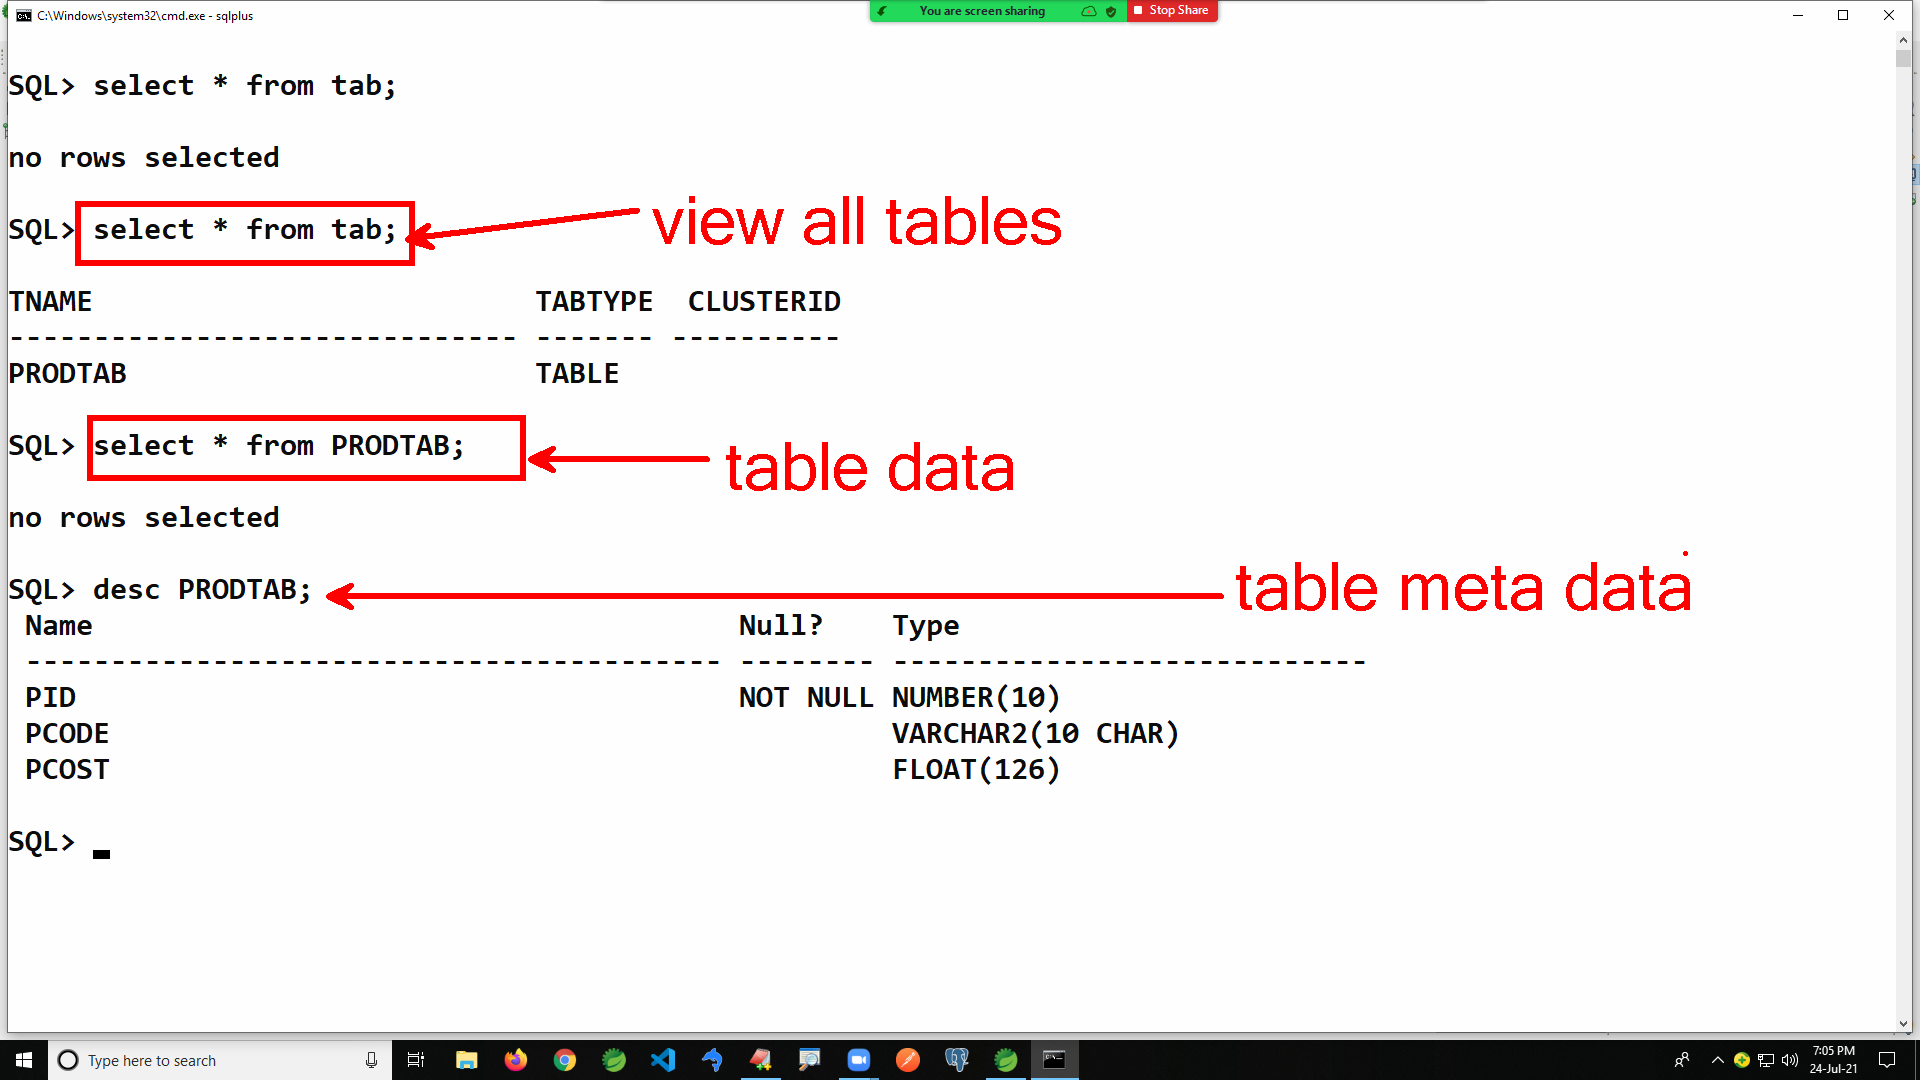 C:\Windows\system32\cmd.exe - sqlplus
You are screen sharing
Stop Share
SQL> select * from tab;
no rows selected
SQL> select * from tab;
view all tables
TNAME                          TABTYPE  CLUSTERID
------------------------------ ------- ----------
PRODTAB                        TABLE
SQL> select * from PRODTAB;
table data
no rows selected
SQL> desc PRODTAB;
table meta data
 Name                                      Null?    Type
 ----------------------------------------- -------- ----------------------------
 PID                                       NOT NULL NUMBER(10)
 PCODE                                              VARCHAR2(10 CHAR)
 PCOST                                              FLOAT(126)
SQL>
Type here to search
7:05 PM
24-Jul-21